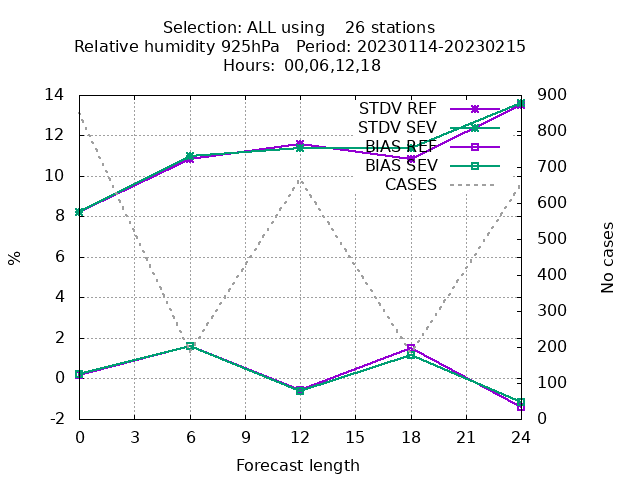 Selection: ALL using    26 stations
Relative humidity 925hPa   Period: 20230114-20230215
Hours: 00,06,12,18
14
12
10
8
6
4
2
0
-2
%
STDV REF
STDV SEV
BIAS REF
BIAS SEV
CASES
900
800
700
600
500
400
300
200
100
0
No cases
0 3 6 9 12 15 18 21 24
Forecast length